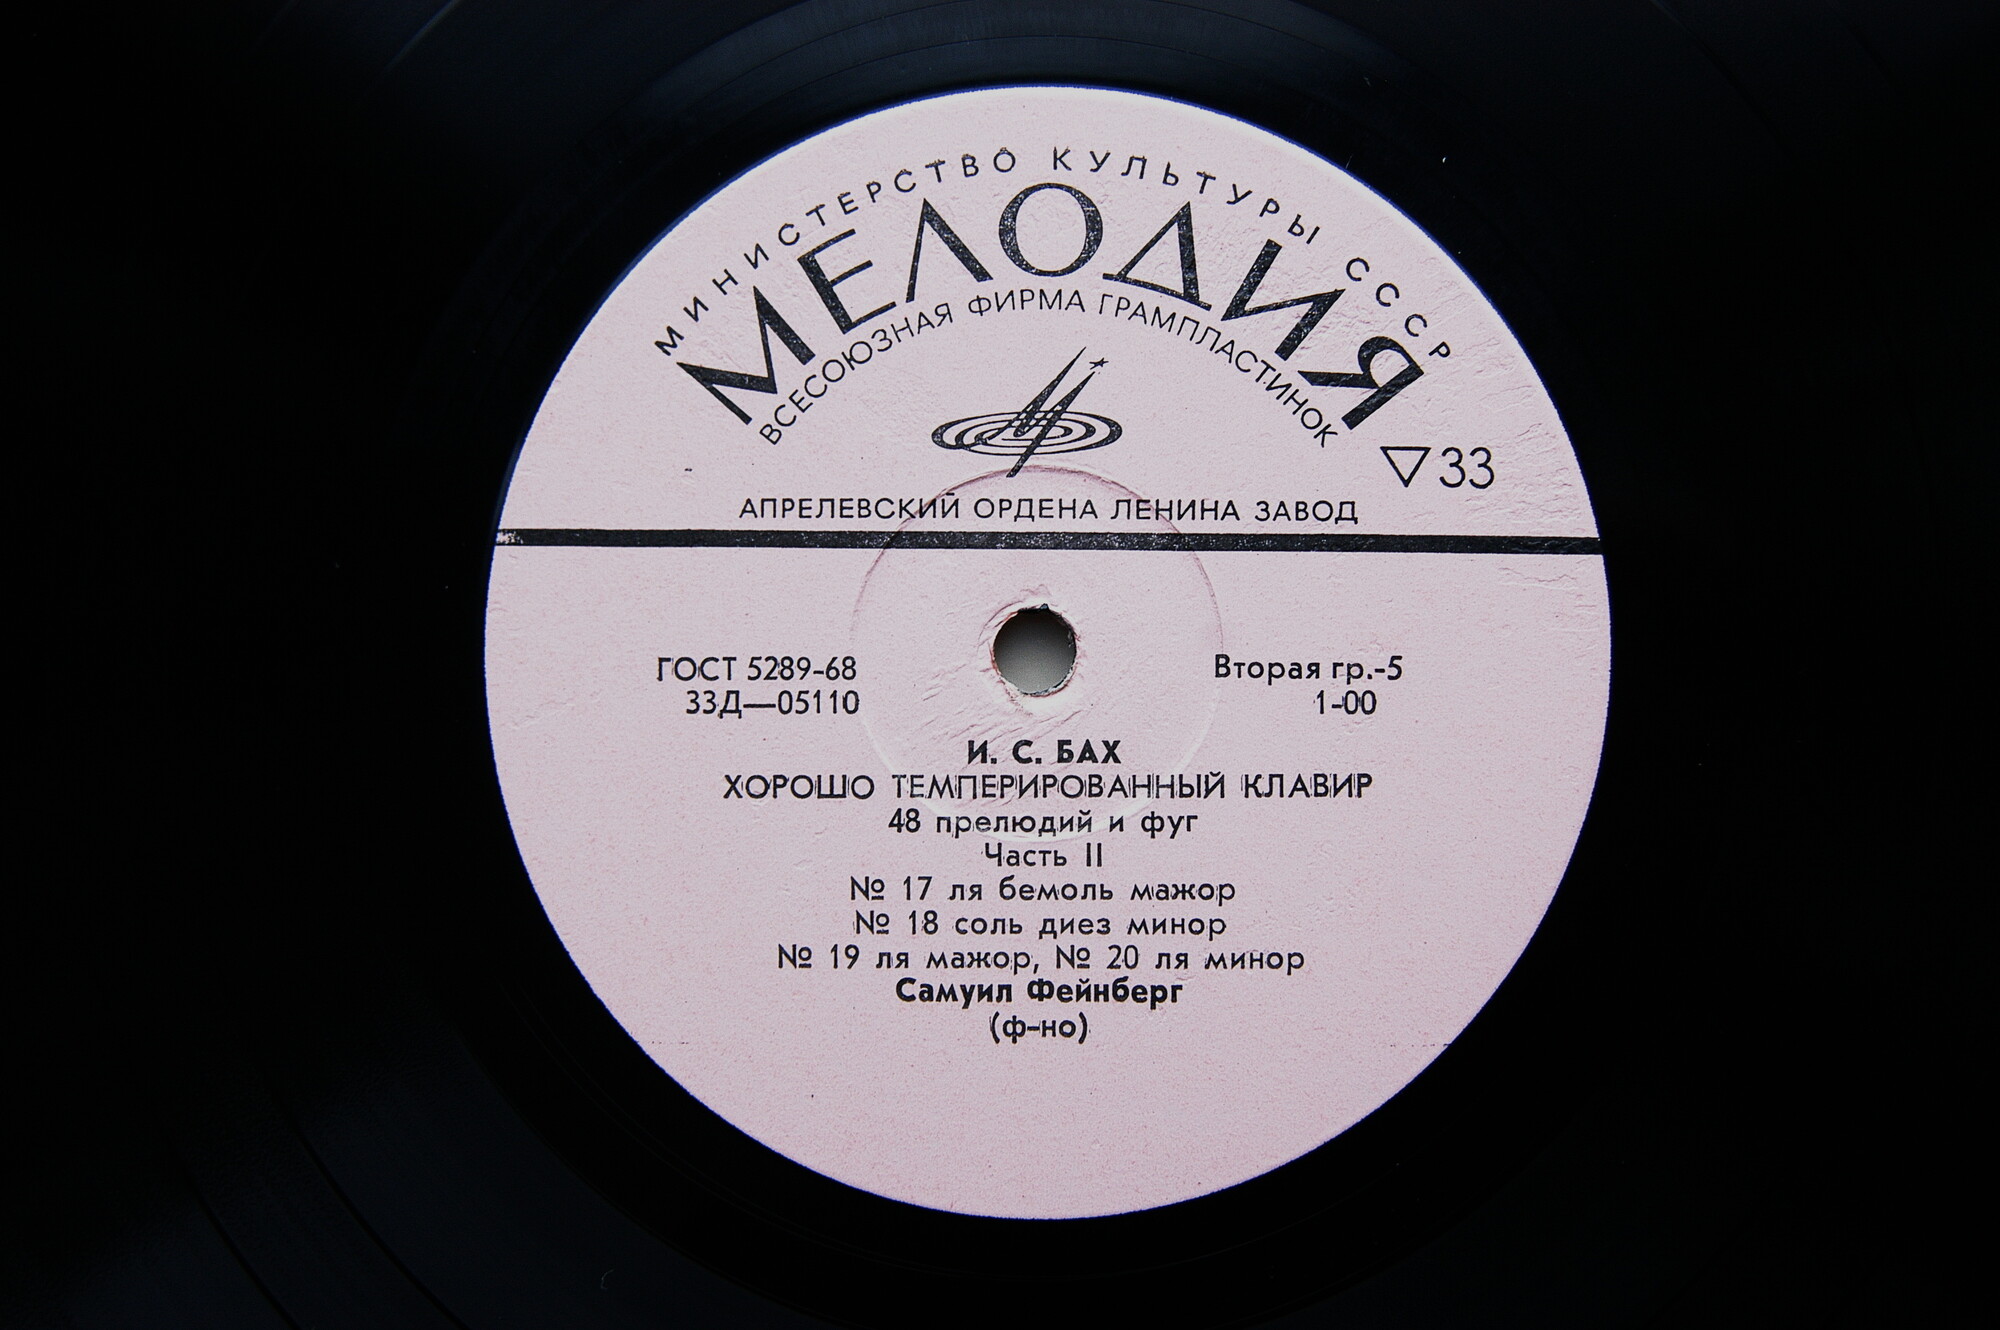 МИНИСТЕРСТВО КУЛЬТУРЫ СССР
МЕЛОДИЯ
ВСЕСОЮЗНАЯ ФИРМА ГРАМПЛАСТИНОК
▽33
АПРЕЛЕВСКИЙ ОРДЕНА ЛЕНИНА ЗАВОД
ГОСТ 5289-68
33Д—05110
Вторая гр.-5
1-00
И. С. БАХ
ХОРОШО ТЕМПЕРИРОВАННЫЙ КЛАВИР
48 прелюдий и фуг
Часть II
№ 17 ля бемоль мажор
№ 18 соль диез минор
№ 19 ля мажор, № 20 ля минор
Самуил Фейнберг
(ф-но)